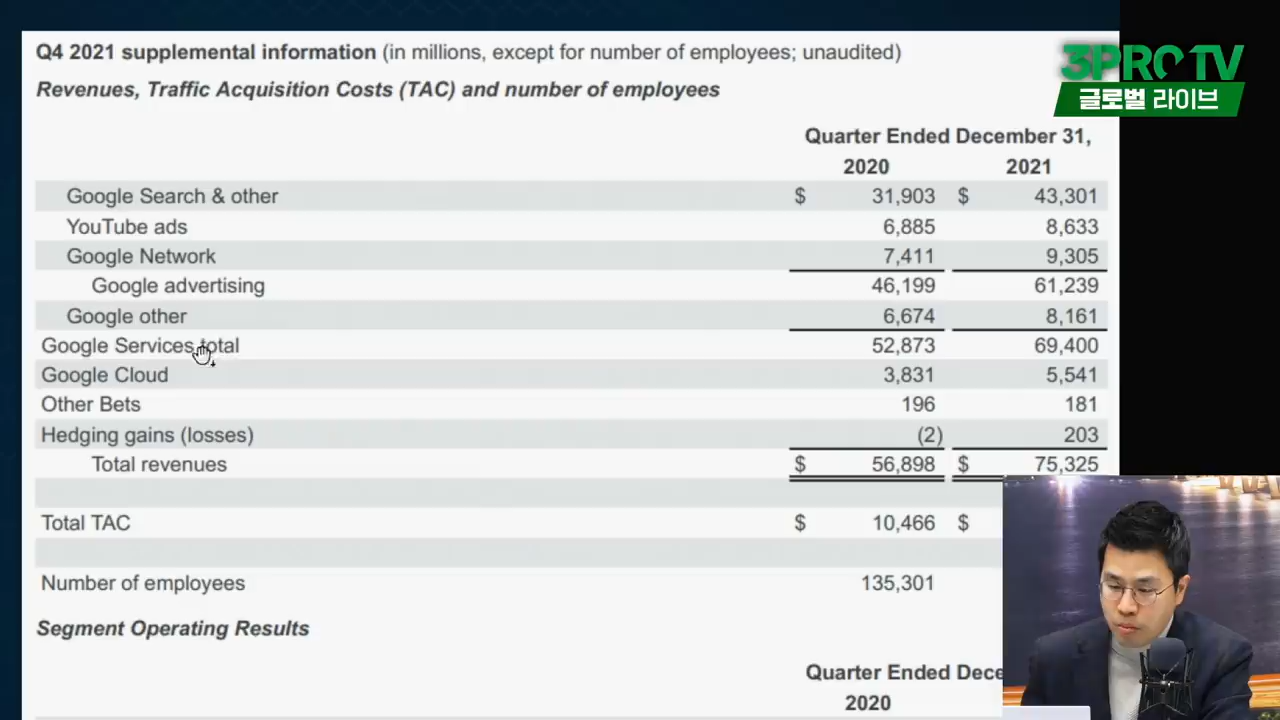 Q4 2021 supplemental information (in millions, except for number of employees; unaudited)
3PRO TV
글로벌 라이브
Revenues, Traffic Acquisition Costs (TAC) and number of employees
Quarter Ended December 31,
2020 2021
Google Search & other $ 31,903 $ 43,301
YouTube ads 6,885 8,633
Google Network 7,411 9,305
Google advertising 46,199 61,239
Google other 6,674 8,161
Google Services total 52,873 69,400
Google Cloud 3,831 5,541
Other Bets 196 181
Hedging gains (losses) (2) 203
Total revenues $ 56,898 $ 75,325
Total TAC $ 10,466 $
Number of employees 135,301
Segment Operating Results
Quarter Ended Dece
2020